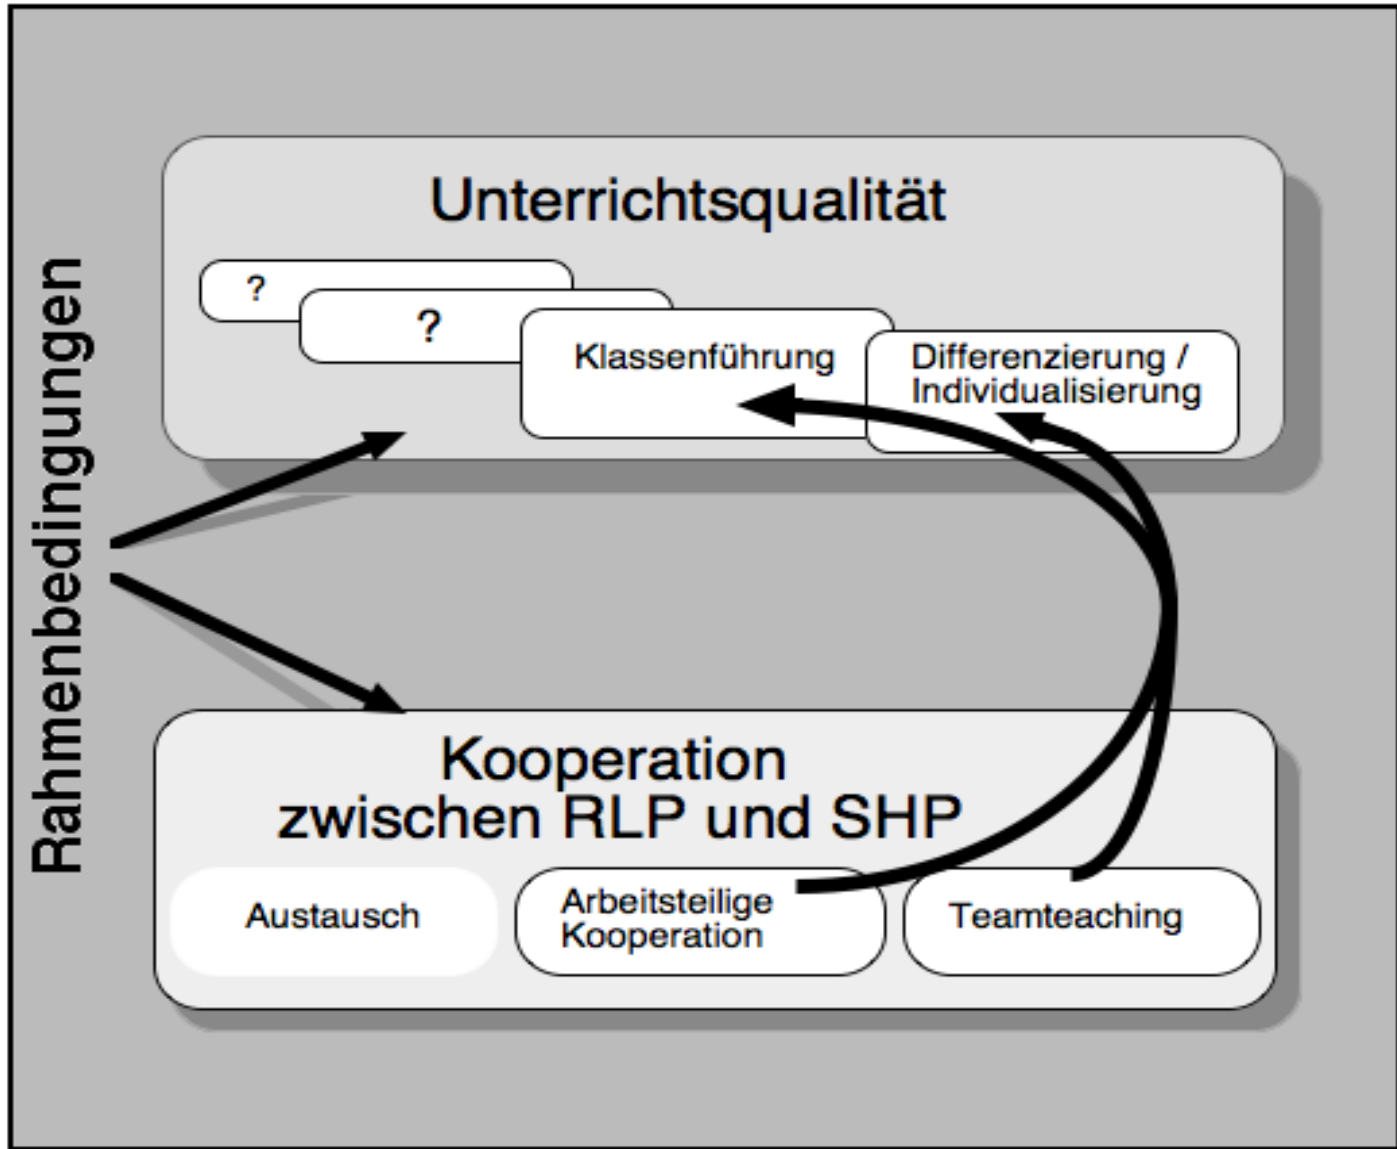 Rahmenbedingungen
Unterrichtsqualität
?
?
Klassenführung
Differenzierung /
Individualisierung
Kooperation
zwischen RLP und SHP
Austausch
Arbeitsteilige
Kooperation
Teamteaching